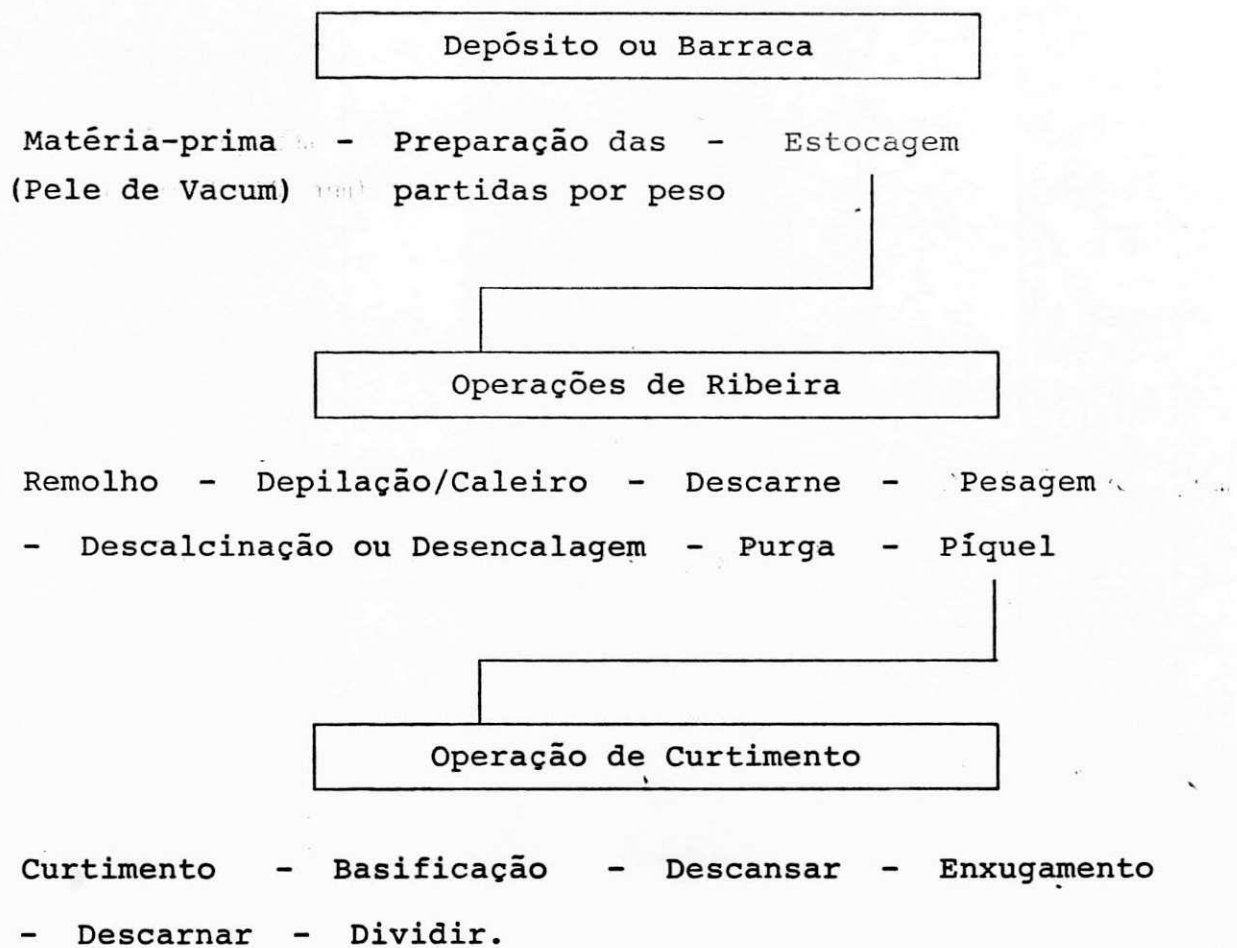 Depósito ou Barraca
Matéria-prima - Preparação das - Estocagem
(Pele de Vacum) partidas por peso
Operações de Ribeira
Remolho - Depilação/Caleiro - Descarne - Pesagem
- Descalcinação ou Desencalagem - Purga - Píquel
Operação de Curtimento
Curtimento - Basificação - Descansar - Enxugamento
- Descarnar - Dividir.